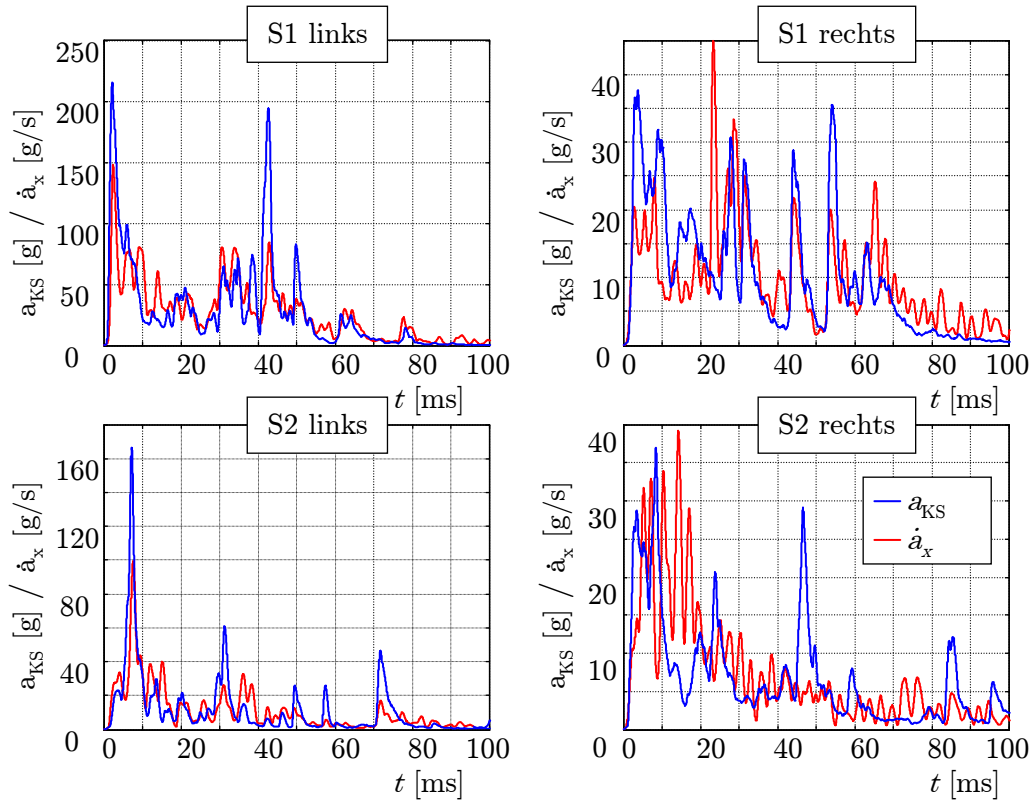 S1 links
250
200
150
100
50
0
a_KS [g] / ȧ_x [g/s]
0 20 40 60 80 100
t [ms]
S1 rechts
40
30
20
10
0
a_KS [g] / ȧ_x [g/s]
0 20 40 60 80 100
t [ms]
S2 links
160
120
80
40
0
a_KS [g] / ȧ_x [g/s]
0 20 40 60 80 100
t [ms]
S2 rechts
40
30
20
10
0
a_KS [g] / ȧ_x [g/s]
a_KS
ȧ_x
0 20 40 60 80 100
t [ms]